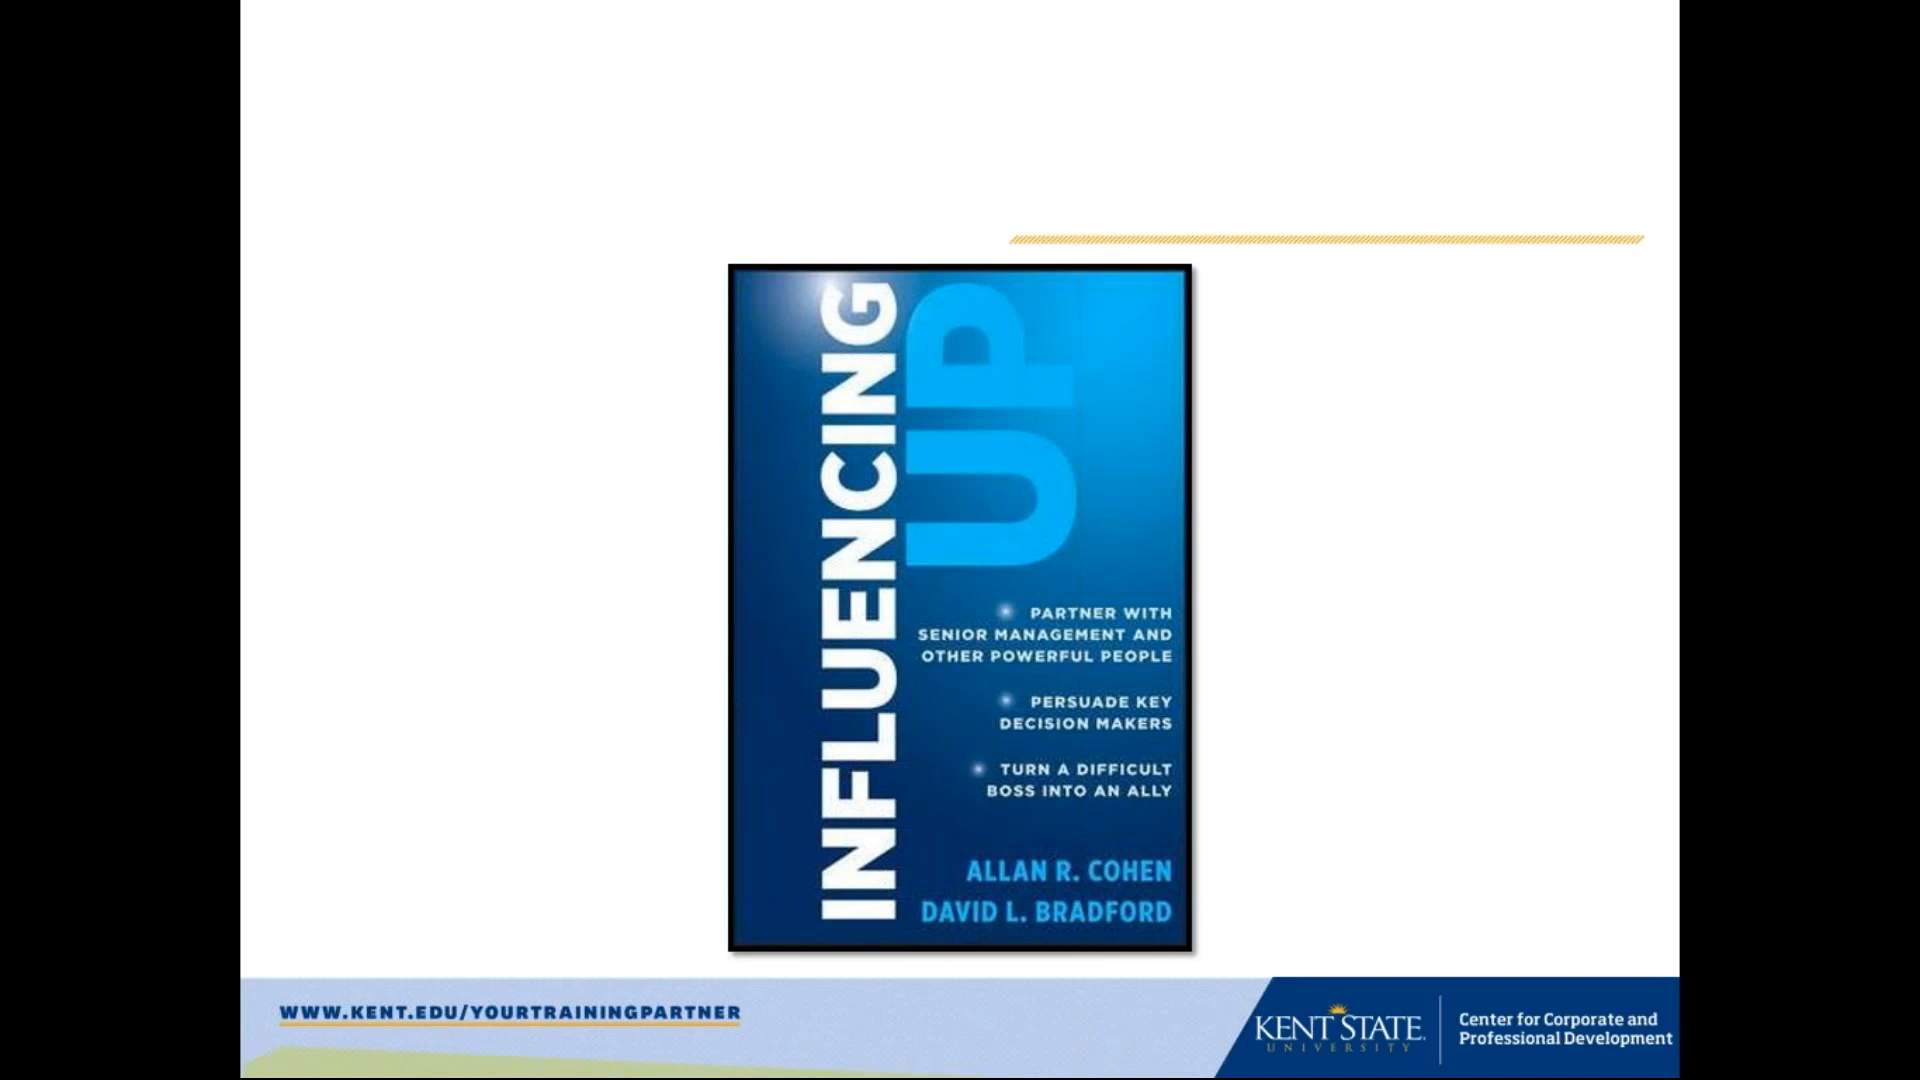 INFLUENCING
UP
PARTNER WITH
SENIOR MANAGEMENT AND
OTHER POWERFUL PEOPLE
PERSUADE KEY
DECISION MAKERS
TURN A DIFFICULT
BOSS INTO AN ALLY
ALLAN R. COHEN
DAVID L. BRADFORD
WWW.KENT.EDU/YOURTRAININGPARTNER
KENT STATE
UNIVERSITY
Center for Corporate and
Professional Development